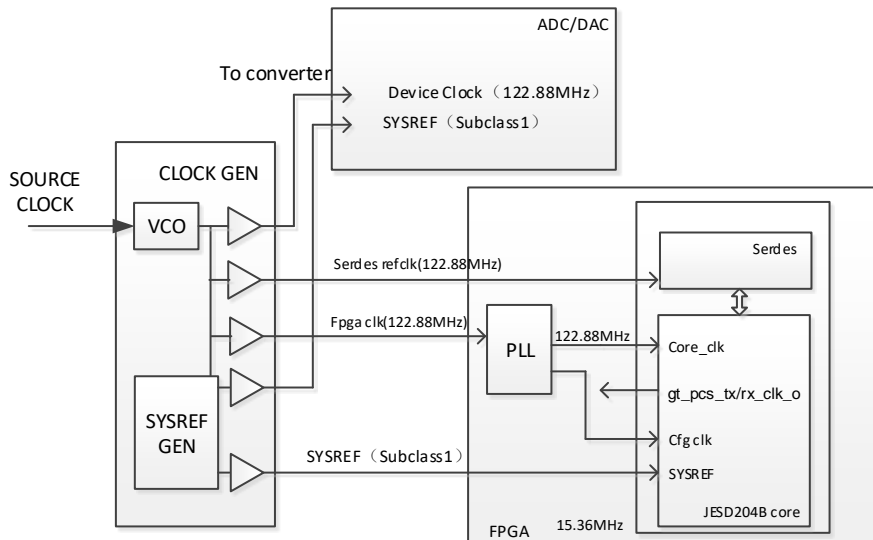 ADC/DAC
To converter
Device Clock（122.88MHz）
SYSREF（Subclass1）
SOURCE
CLOCK
CLOCK GEN
VCO
Serdes
Serdes refclk(122.88MHz)
Fpga clk(122.88MHz)
PLL
122.88MHz
Core_clk
gt_pcs_tx/rx_clk_o
SYSREF
GEN
Cfg clk
SYSREF（Subclass1）
SYSREF
JESD204B core
FPGA
15.36MHz